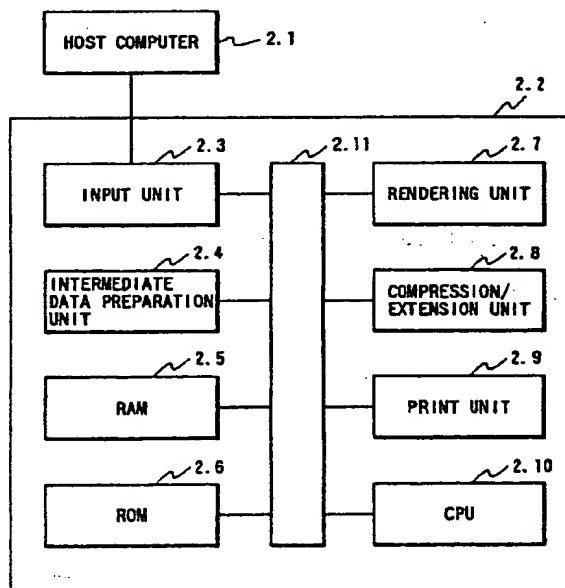 HOST COMPUTER
2.1
2.2
2.3
2.11
2.7
INPUT UNIT
RENDERING UNIT
2.4
2.8
INTERMEDIATE
DATA PREPARATION
UNIT
COMPRESSION/
EXTENSION UNIT
2.5
2.9
RAM
PRINT UNIT
2.6
2.10
ROM
CPU